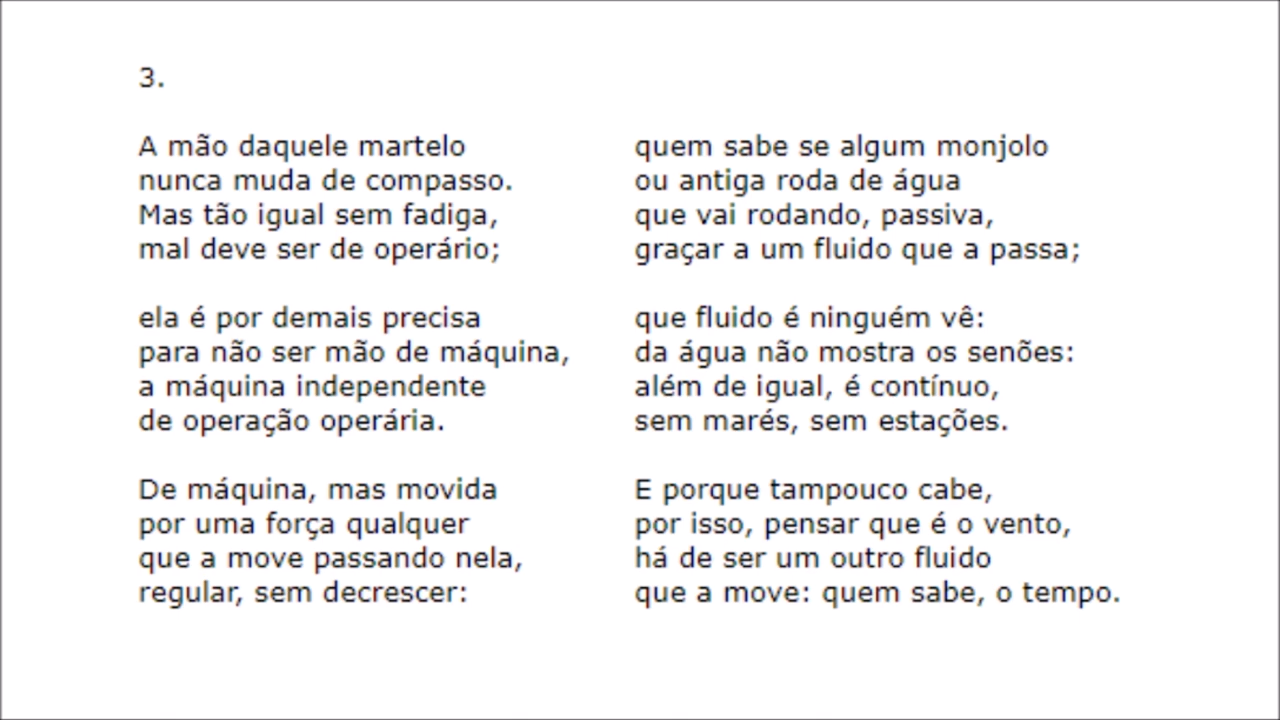 3.
A mão daquele martelo
nunca muda de compasso.
Mas tão igual sem fadiga,
mal deve ser de operário;
ela é por demais precisa
para não ser mão de máquina,
a máquina independente
de operação operária.
De máquina, mas movida
por uma força qualquer
que a move passando nela,
regular, sem decrescer:
quem sabe se algum monjolo
ou antiga roda de água
que vai rodando, passiva,
graçar a um fluido que a passa;
que fluido é ninguém vê:
da água não mostra os senões:
além de igual, é contínuo,
sem marés, sem estações.
E porque tampouco cabe,
por isso, pensar que é o vento,
há de ser um outro fluido
que a move: quem sabe, o tempo.